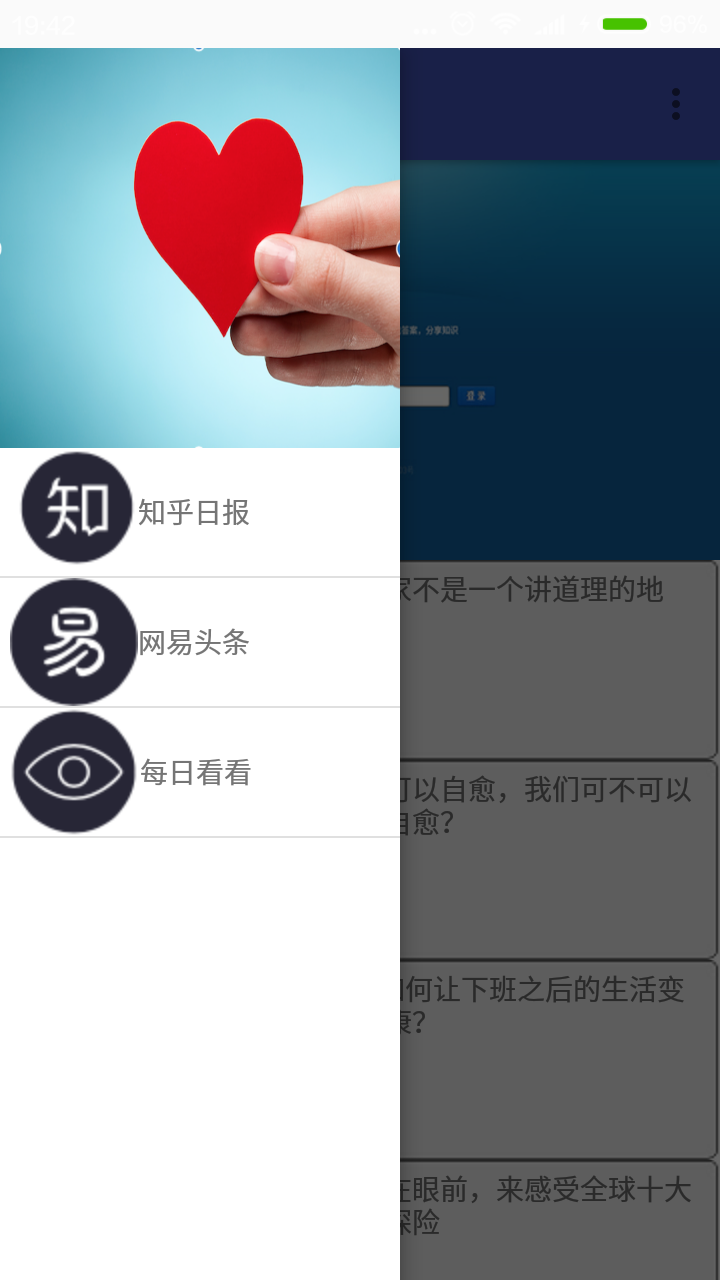 19:42
96%
知 知乎日报
易 网易头条
每日看看
答案，分享知识
登录
家不是一个讲道理的地
可以自愈，我们可不可以
自愈?
如何让下班之后的生活变
康?
在眼前，来感受全球十大
探险